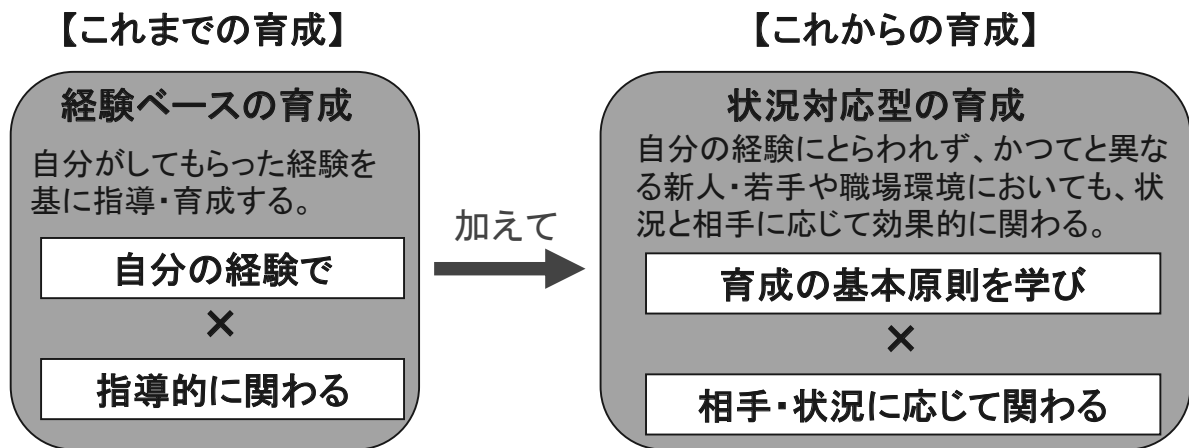 【これまでの育成】
経験ベースの育成
自分がしてもらった経験を
基に指導・育成する。
自分の経験で
×
指導的に関わる
加えて
【これからの育成】
状況対応型の育成
自分の経験にとらわれず、かつてと異な
る新人・若手や職場環境においても、状
況と相手に応じて効果的に関わる。
育成の基本原則を学び
×
相手・状況に応じて関わる